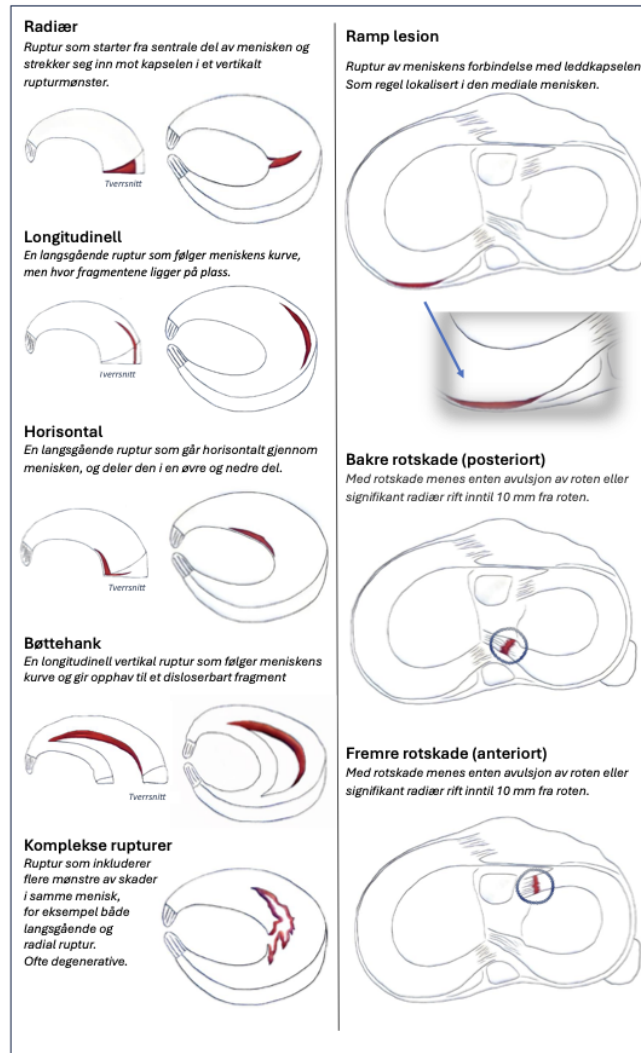 Radiær
Ruptur som starter fra sentrale del av menisken og
strekker seg inn mot kapselen i et vertikalt
rupturmønster.
Tverrsnitt
Longitudinell
En langsgående ruptur som følger meniskens kurve,
men hvor fragmentene ligger på plass.
Tverrsnitt
Horisontal
En langsgående ruptur som går horisontalt gjennom
menisken, og deler den i en øvre og nedre del.
Tverrsnitt
Bøttehank
En longitudinell vertikal ruptur som følger meniskens
kurve og gir opphav til et disloserbart fragment
Tverrsnitt
Komplekse rupturer
Ruptur som inkluderer
flere mønstre av skader
i samme menisk,
for eksempel både
langsgående og
radial ruptur.
Ofte degenerative.
Ramp lesion
Ruptur av meniskens forbindelse med leddkapselen
Som regel lokalisert i den mediale menisken.
Bakre rotskade (posteriort)
Med rotskade menes enten avulsjon av roten eller
signifikant radiær rift inntil 10 mm fra roten.
Fremre rotskade (anteriort)
Med rotskade menes enten avulsjon av roten eller
signifikant radiær rift inntil 10 mm fra roten.